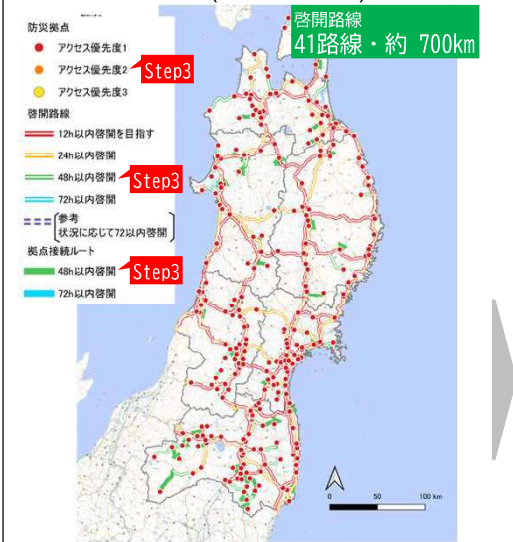 啓開路線
41路線・約 700km
防災拠点
アクセス優先度1
アクセス優先度2
Step3
アクセス優先度3
啓開路線
12h以内啓開を目指す
24h以内啓開
48h以内啓開
Step3
72h以内啓開
参考
状況に応じて72以内啓開
拠点接続ルート
48h以内啓開
Step3
72h以内啓開
0 50 100 km